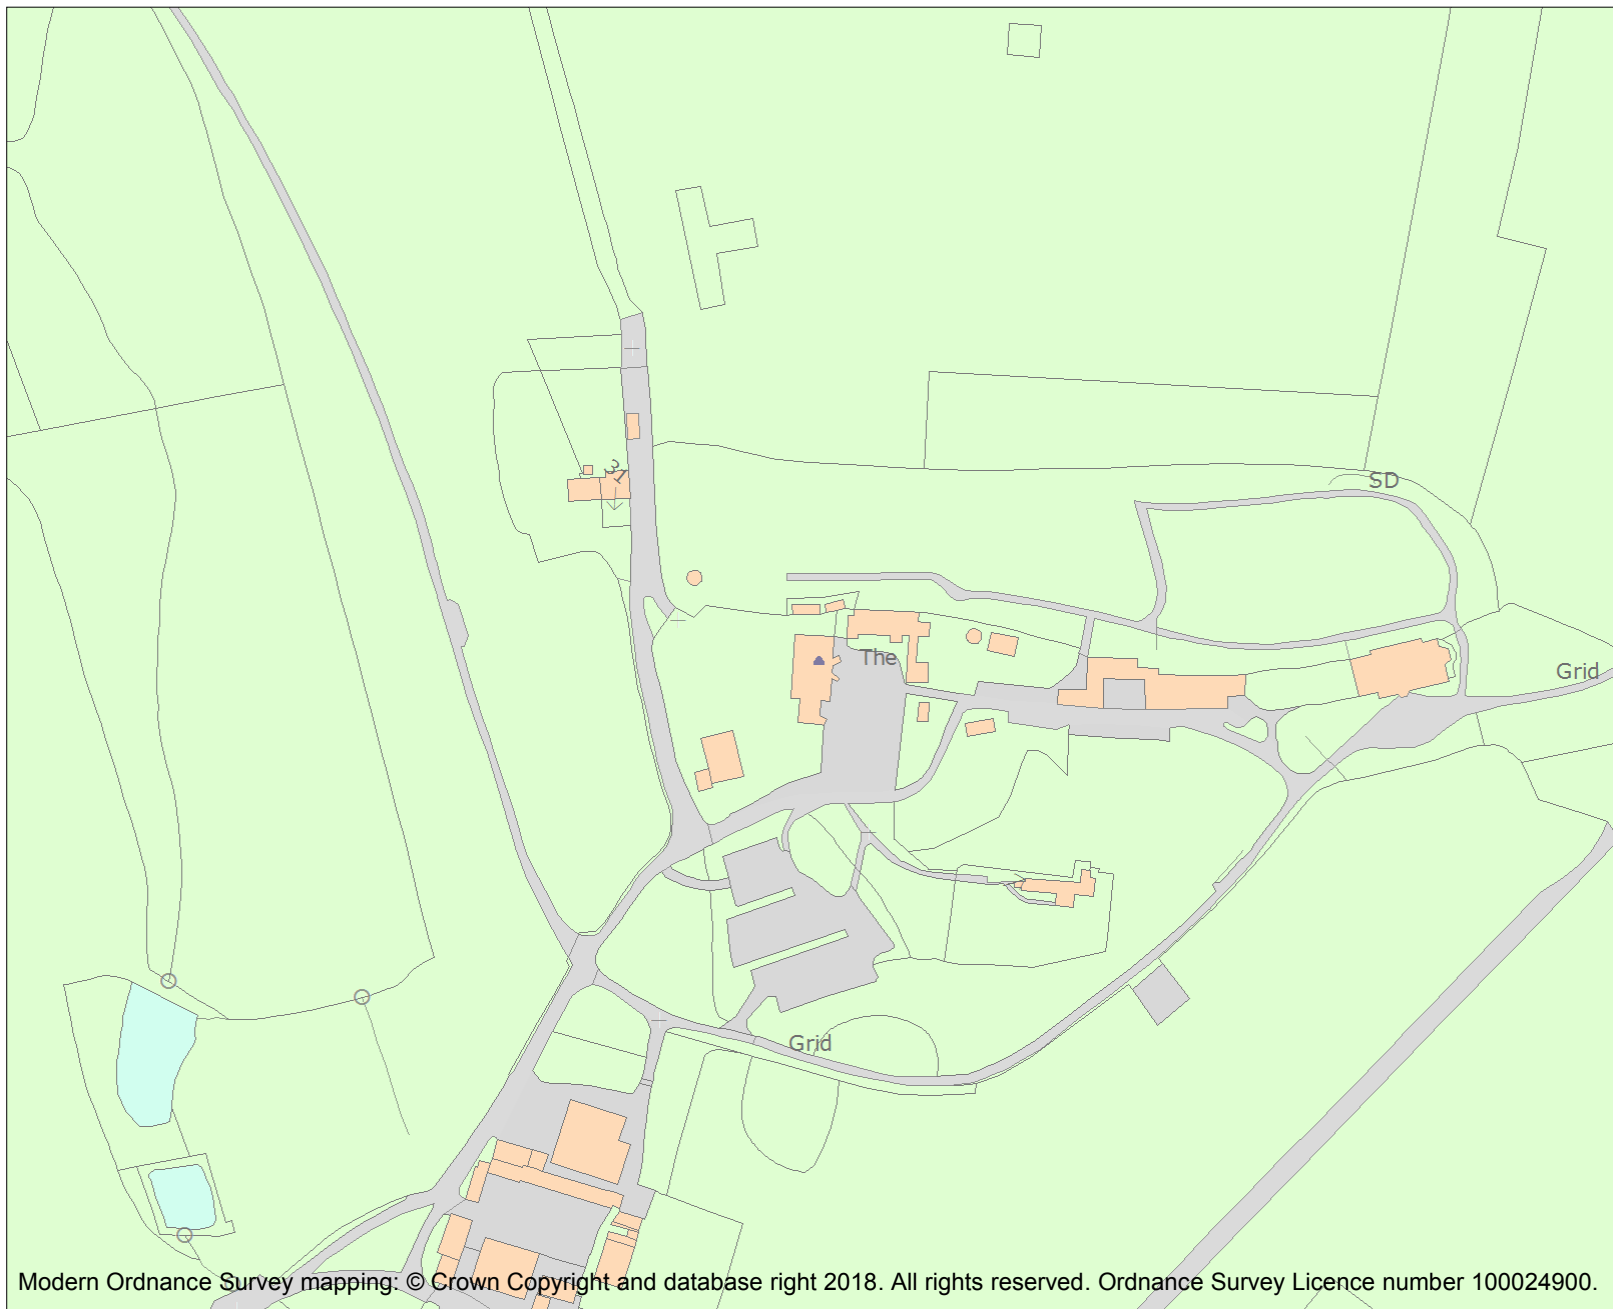 31
SD
The
Grid
Grid
Modern Ordnance Survey mapping: © Crown Copyright and database right 2018. All rights reserved. Ordnance Survey Licence number 100024900.